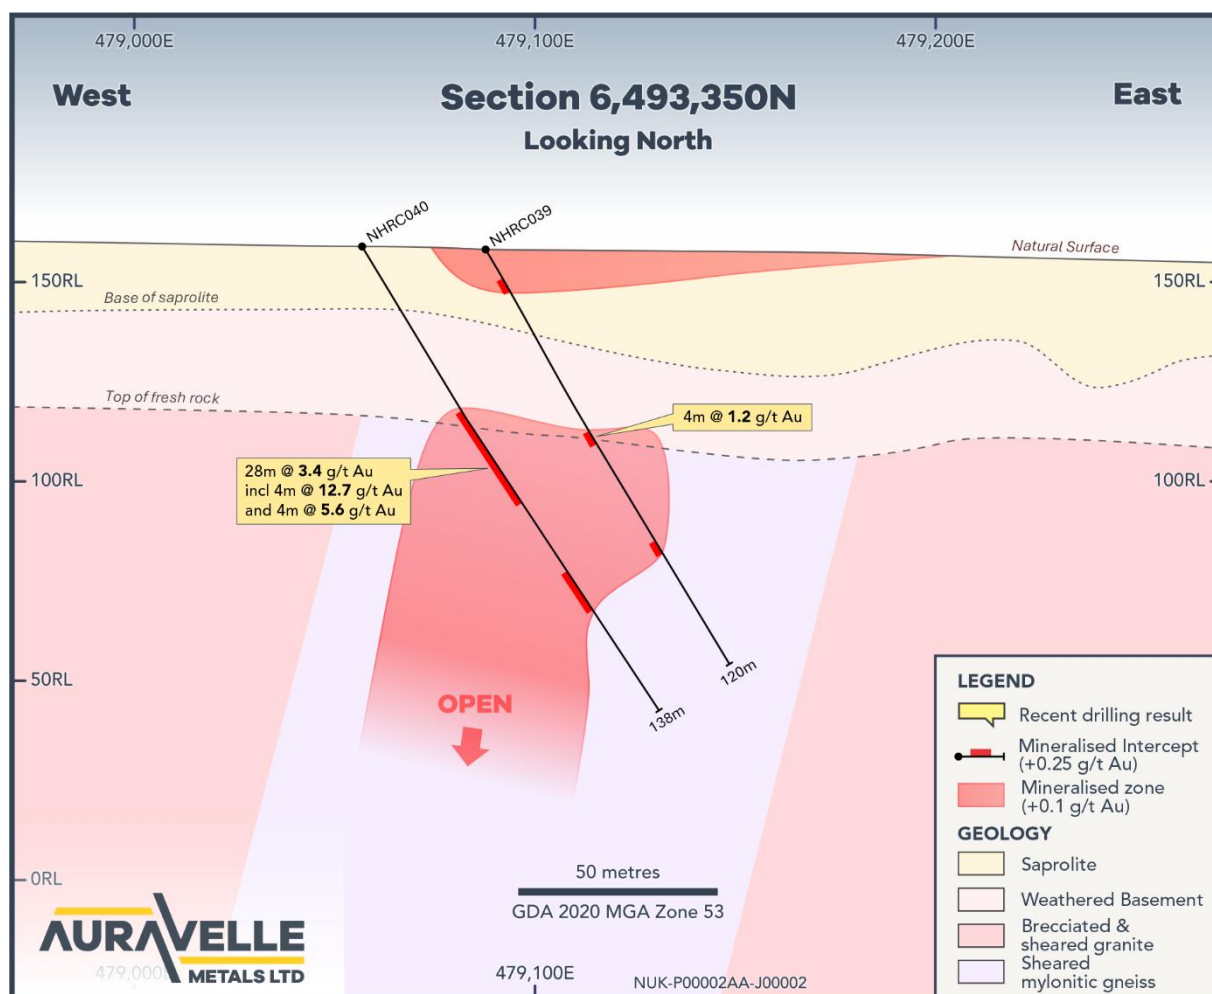 479,000E
479,100E
479,200E
West
Section 6,493,350N
East
Looking North
NHRC040
NHRC039
Natural Surface
150RL
150RL
Base of saprolite
Top of fresh rock
4m @ 1.2 g/t Au
28m @ 3.4 g/t Au
incl 4m @ 12.7 g/t Au
and 4m @ 5.6 g/t Au
100RL
100RL
50RL
120m
138m
OPEN
LEGEND
Recent drilling result
Mineralised Intercept
(+0.25 g/t Au)
Mineralised zone
(+0.1 g/t Au)
GEOLOGY
Saprolite
Weathered Basement
Brecciated &
sheared granite
Sheared
mylonitic gneiss
0RL
50 metres
GDA 2020 MGA Zone 53
AURAVELLE
METALS LTD
479,000E
479,100E
NUK-P00002AA-J00002